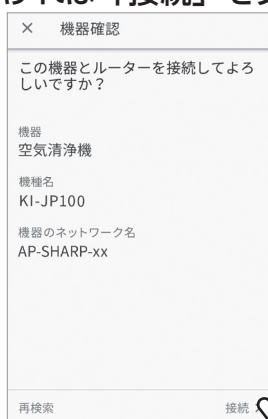 × 機器確認
この機器とルーターを接続してよろ
しいですか？
機器
空気清浄機
機種名
KI-JP100
機器のネットワーク名
AP-SHARP-xx
再検索 接続